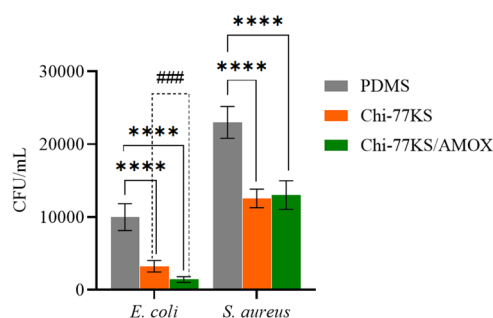 ****
30000
###
****
PDMS
Chi-77KS
Chi-77KS/AMOX
20000
****
****
10000
0
CFU/mL
E. coli
S. aureus